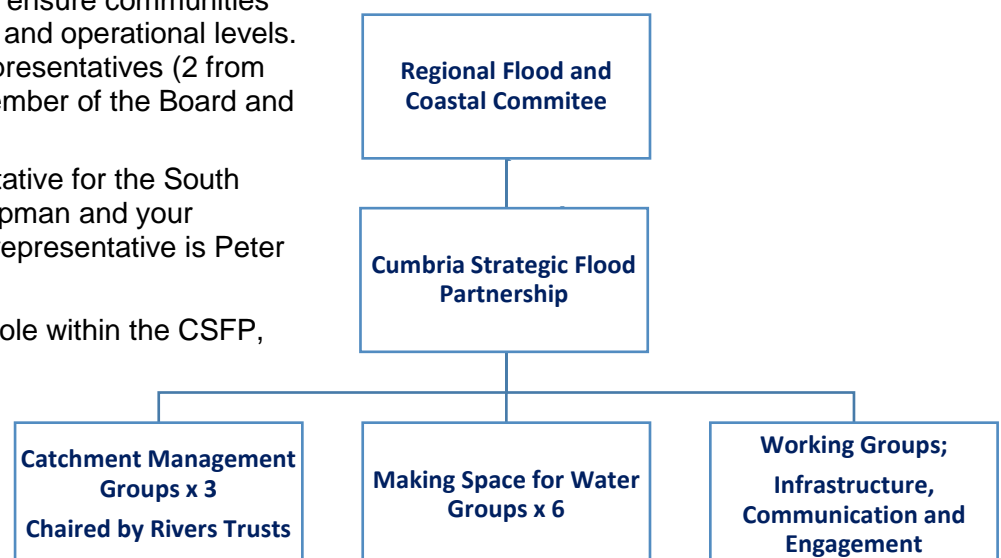 ensure communities
and operational levels.
presentatives (2 from
ember of the Board and
tative for the South
pman and your
representative is Peter
ole within the CSFP,
Regional Flood and
Coastal Commitee
Cumbria Strategic Flood
Partnership
Catchment Management
Groups x 3
Chaired by Rivers Trusts
Making Space for Water
Groups x 6
Working Groups;
Infrastructure,
Communication and
Engagement